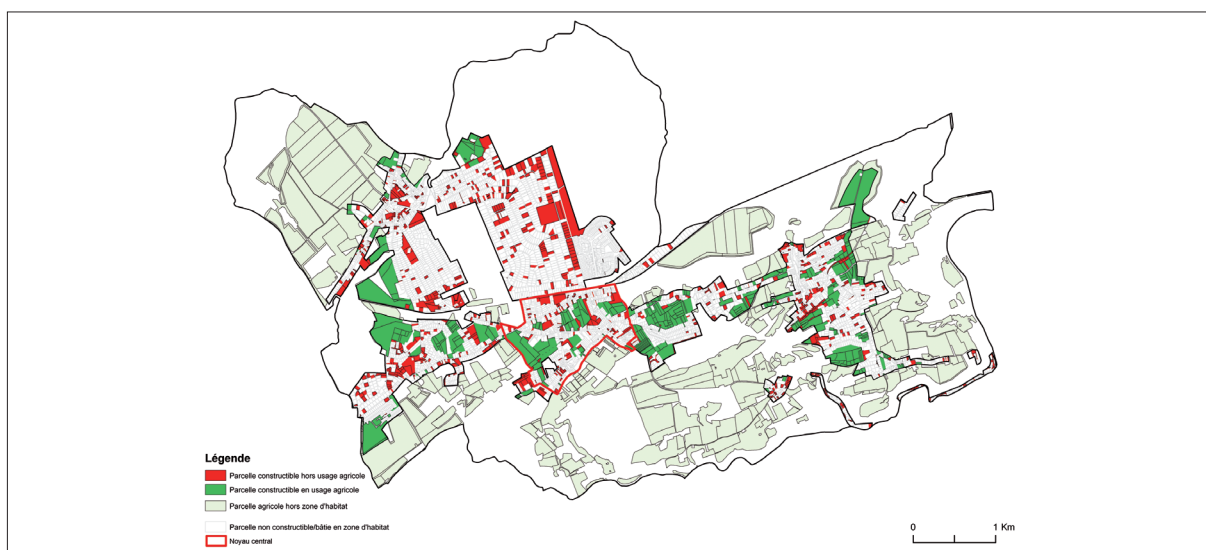 Légende
Parcelle constructible hors usage agricole
Parcelle constructible en usage agricole
Parcelle agricole hors zone d'habitat
Parcelle non constructible/bâtie en zone d'habitat
Noyau central
0 1 Km